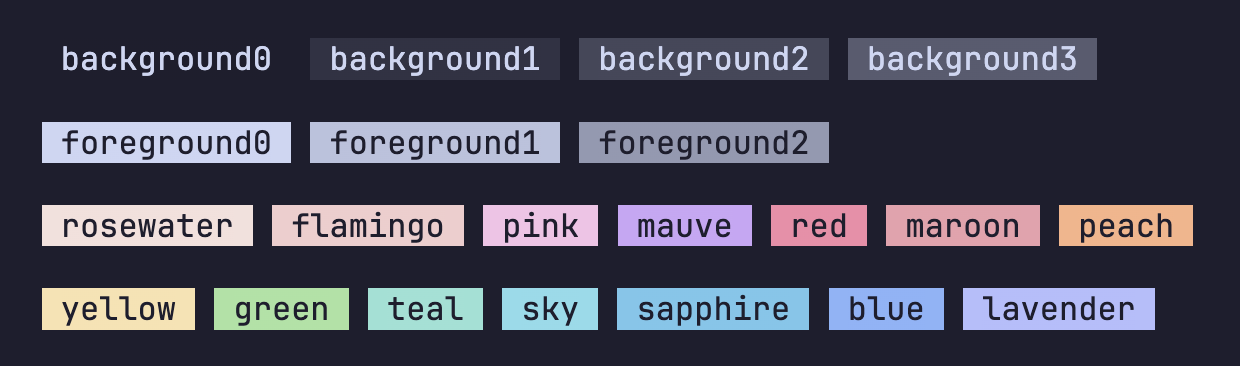 background0 background1 background2 background3
foreground0 foreground1 foreground2
rosewater flamingo pink mauve red maroon peach
yellow green teal sky sapphire blue lavender